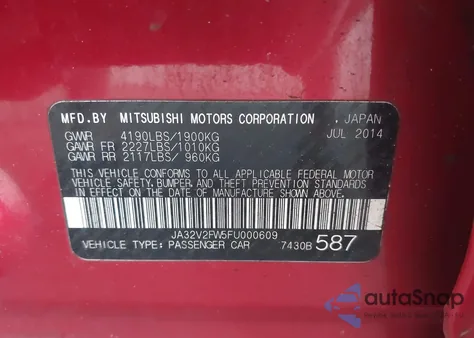 MFD.BY MITSUBISHI MOTORS CORPORATION , JAPAN
GVWR 4190LBS/1900KG JUL 2014
GAWR FR 2227LBS/1010KG
GAWR RR 2117LBS/ 960KG
THIS VEHICLE CONFORMS TO ALL APPLICABLE FEDERAL MOTOR
VEHICLE SAFETY, BUMPER, AND THEFT PREVENTION STANDARDS
IN EFFECT ON THE DATE OF MANUFACTURE SHOWN ABOVE.
JA32V2FW5FU000609
VEHICLE TYPE: PASSENGER CAR 7430B 587
autoSnap